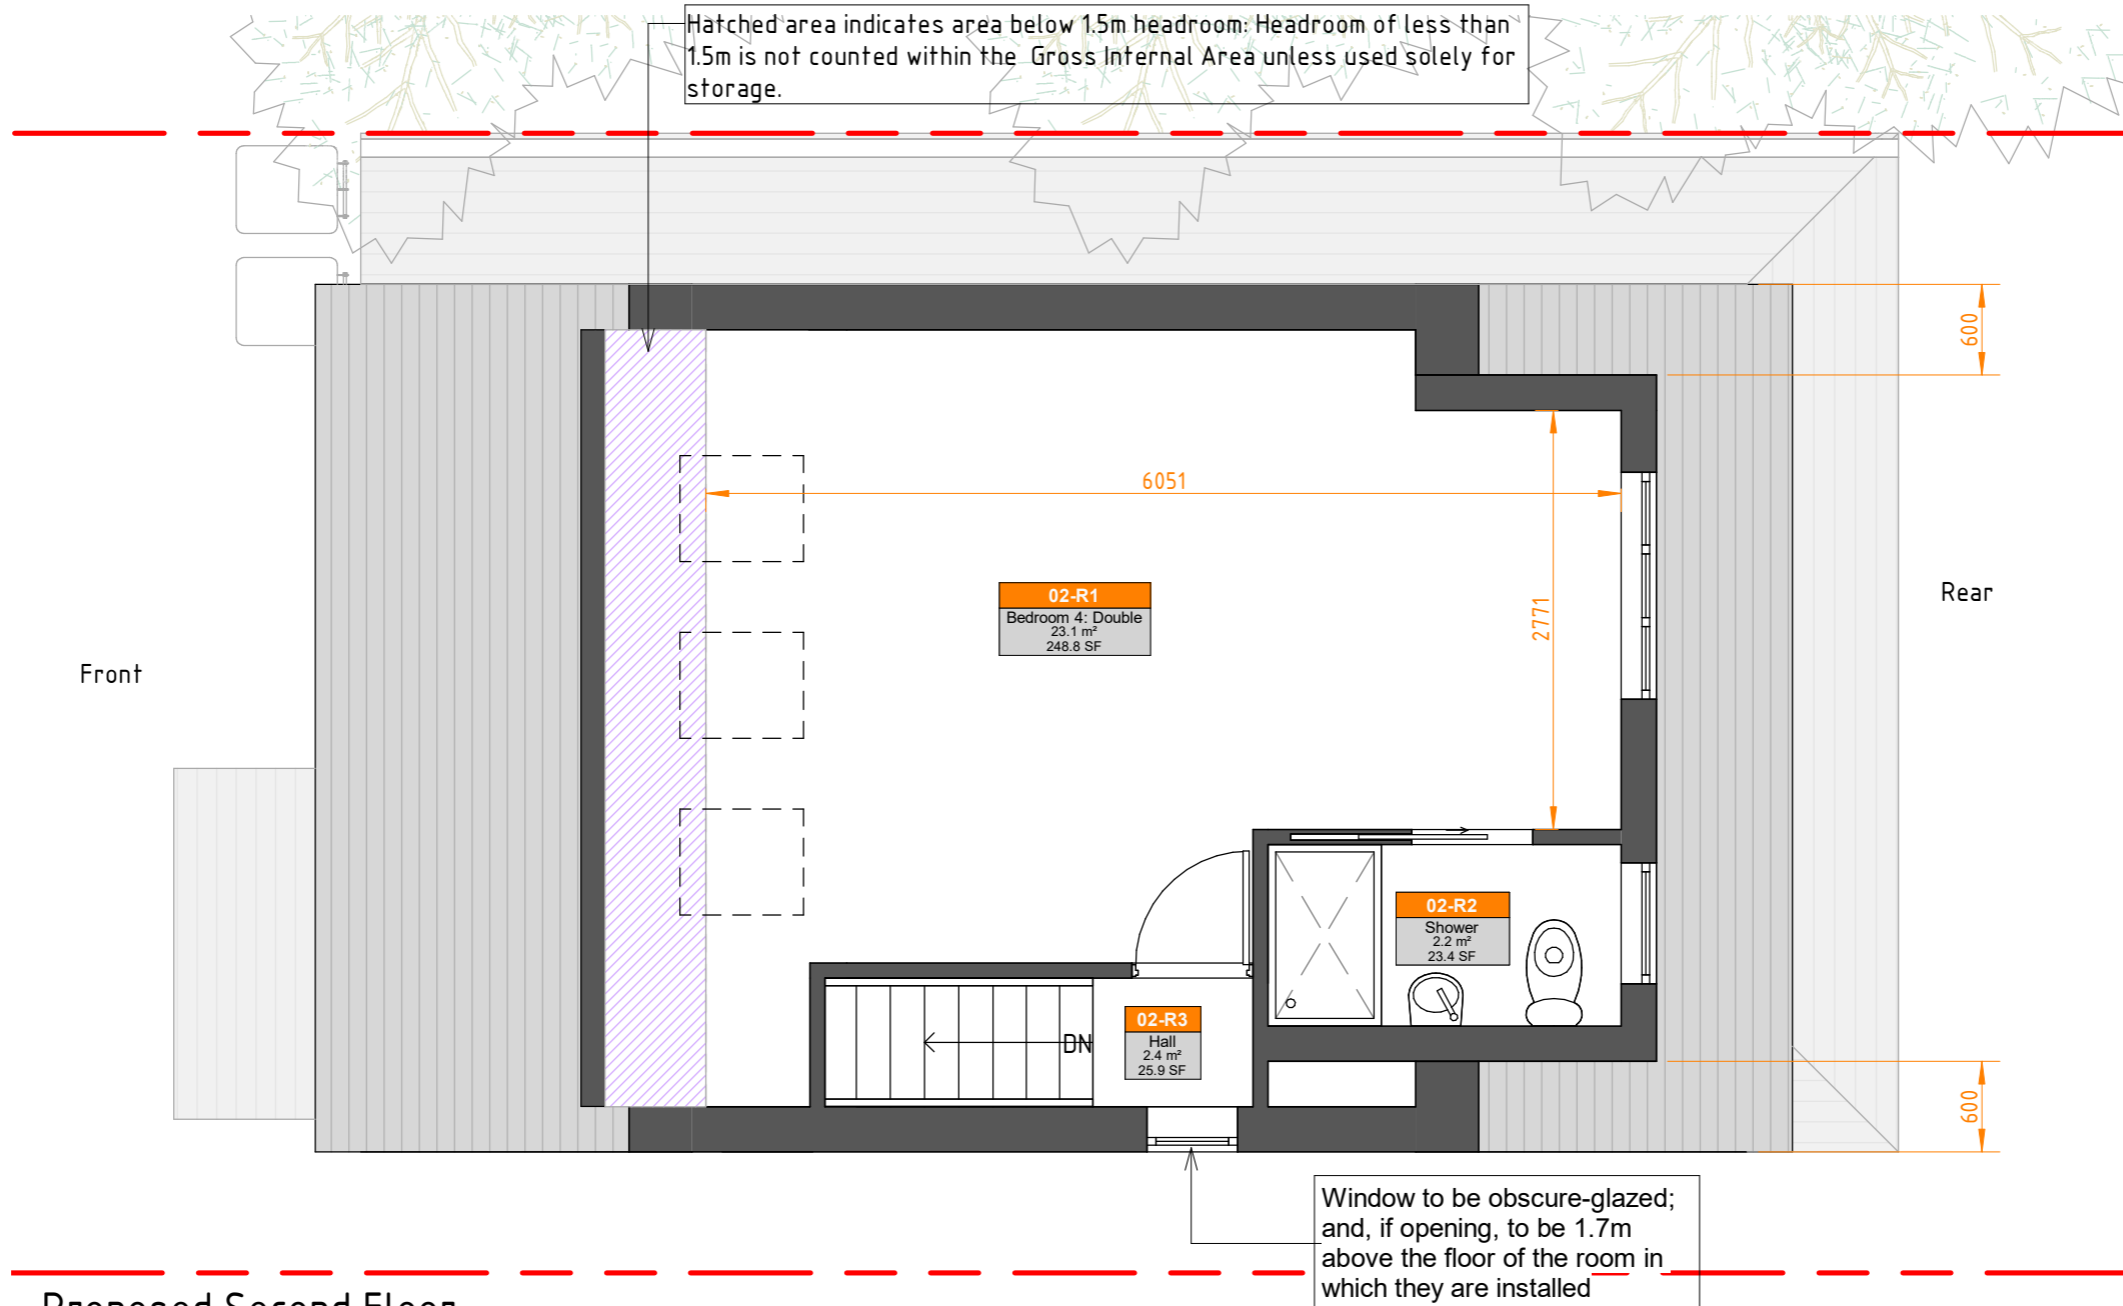 Hatched area indicates area below 1.5m headroom: Headroom of less than
1.5m is not counted within the Gross Internal Area unless used solely for
storage.
600
6051
02-R1
Bedroom 4: Double
23.1 m²
248.8 SF
2771
Rear
Front
02-R2
Shower
2.2 m²
23.4 SF
02-R3
Hall
2.4 m²
25.9 SF
DN
600
Window to be obscure-glazed;
and, if opening, to be 1.7m
above the floor of the room in
which they are installed
Proposed Second Floor